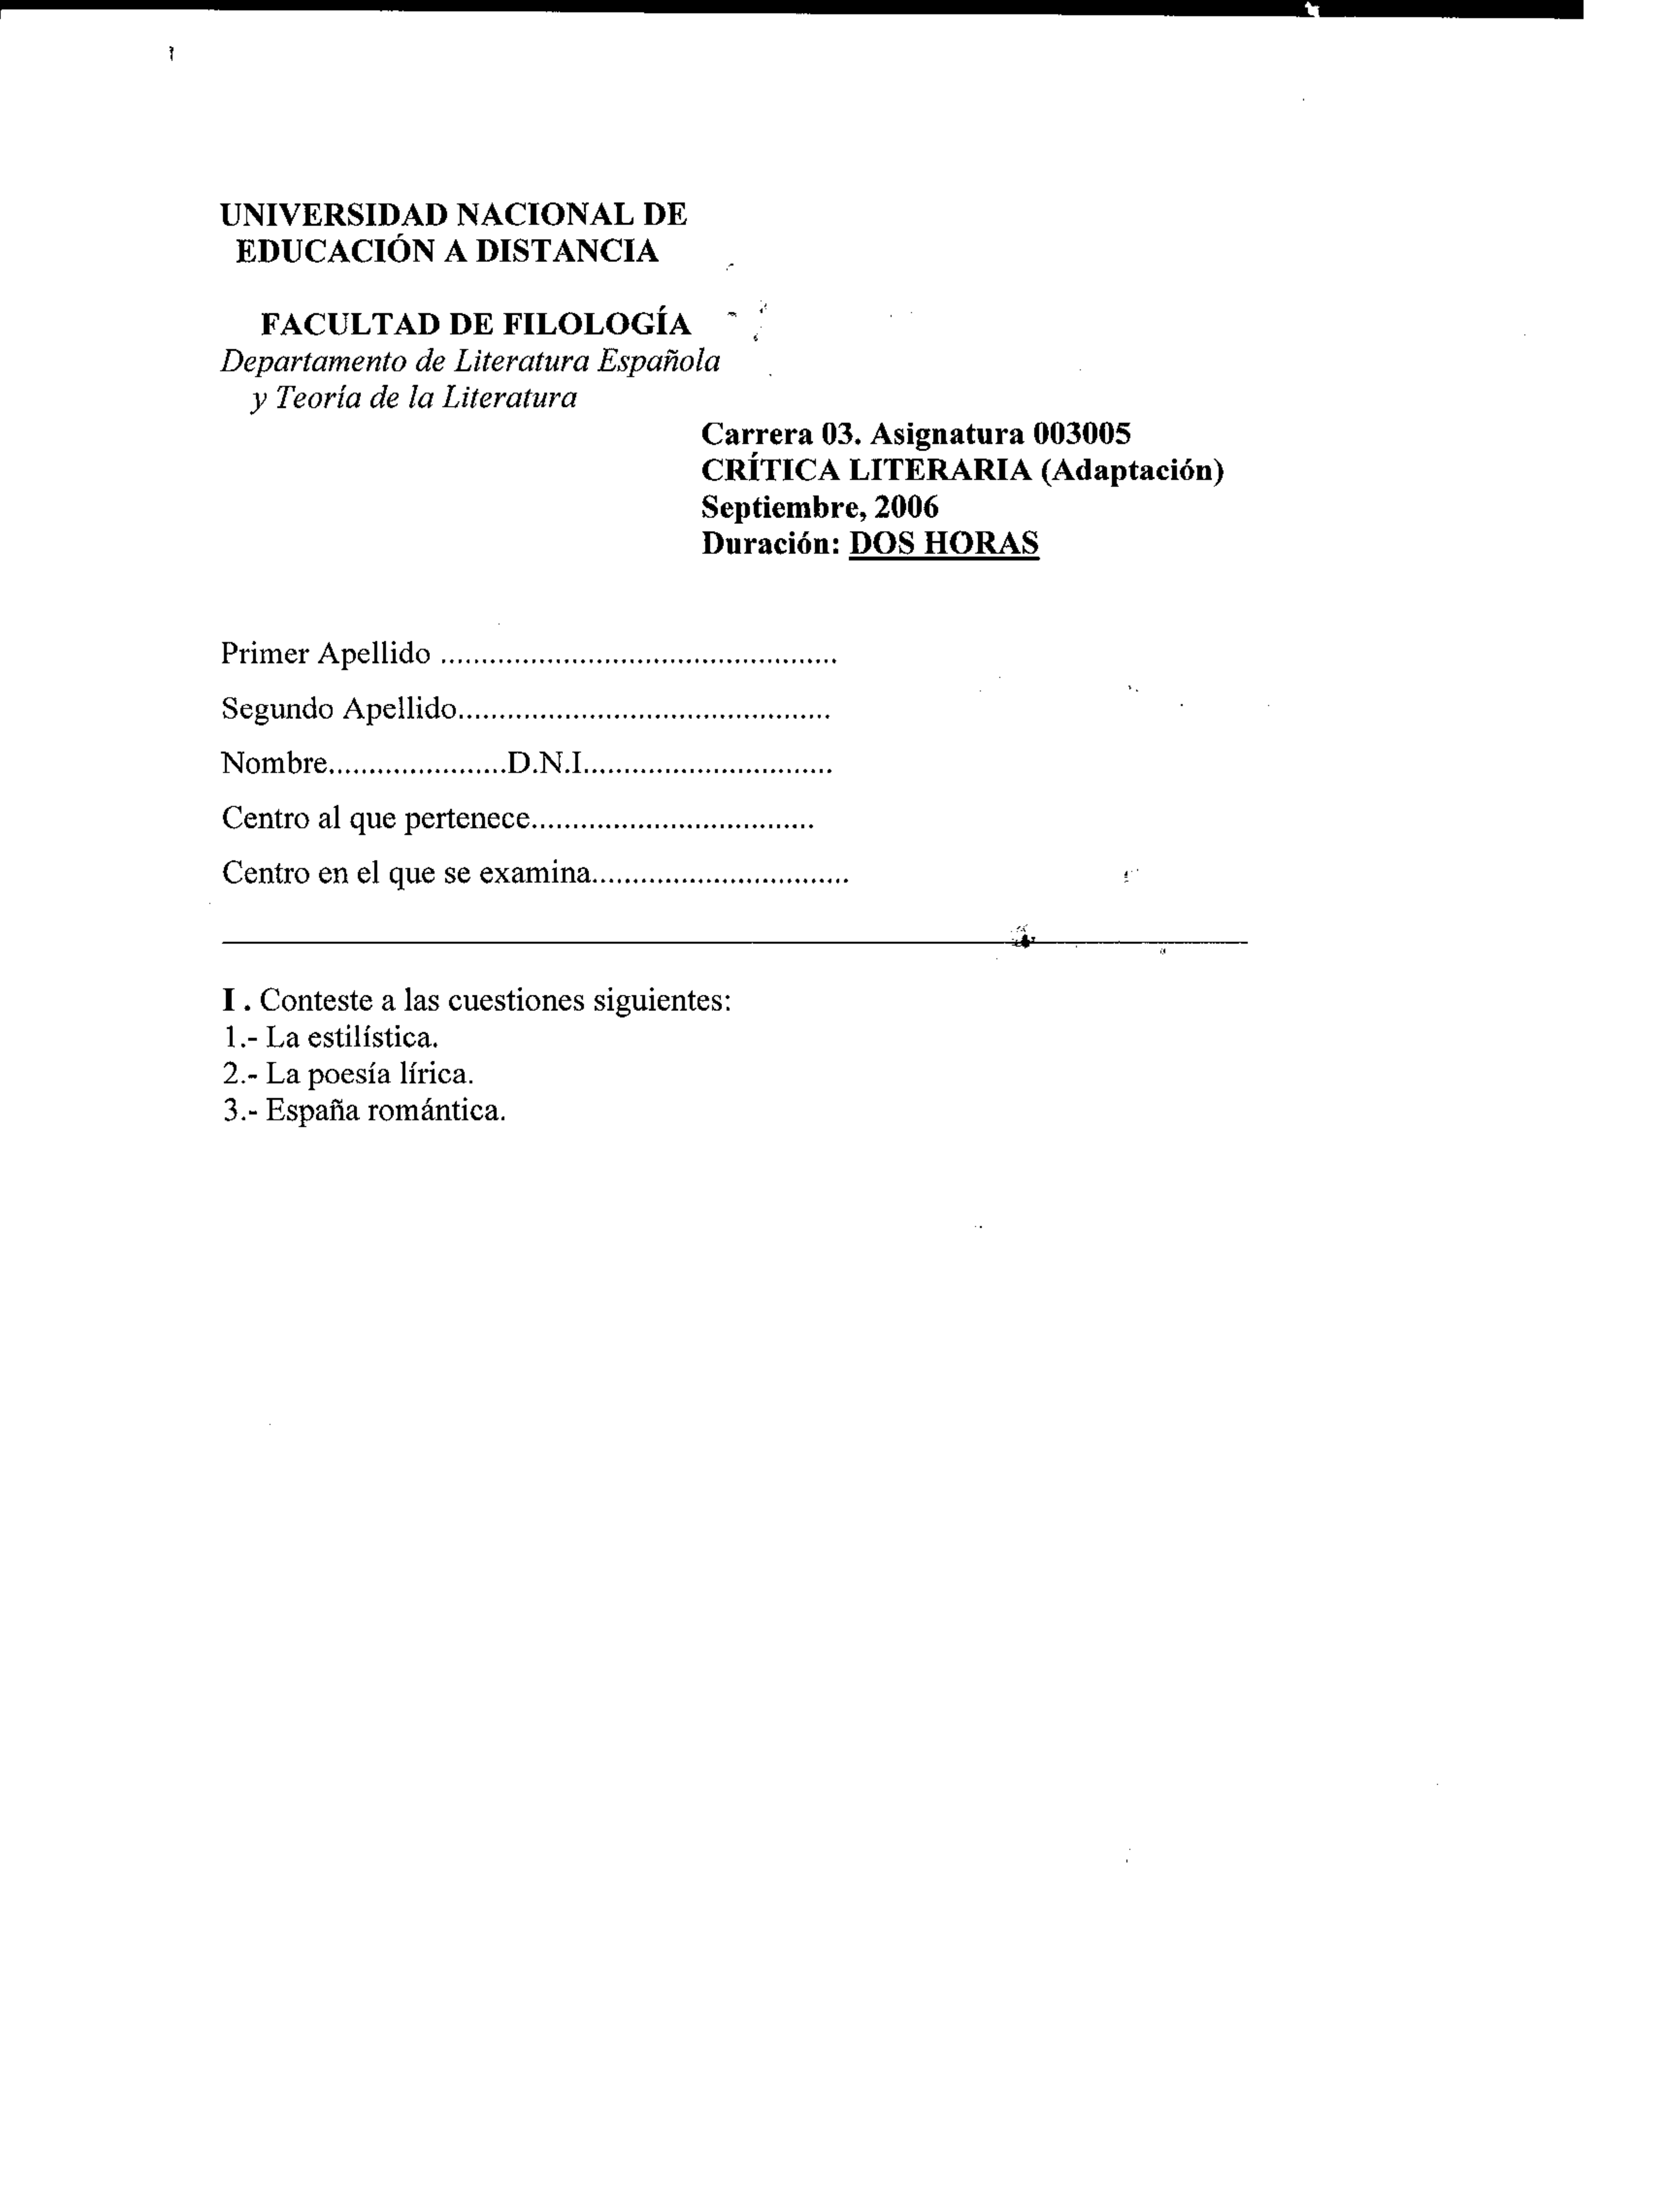 UNIVERSIDAD NACIONAL DE
EDUCACIÓN A DISTANCIA
FACULTAD DE FILOLOGÍA
Departamento de Literatura Española
y Teoría de la Literatura
Carrera 03. Asignatura 003005
CRÍTICA LITERARIA (Adaptación)
Septiembre, 2006
Duración: DOS HORAS
Primer Apellido .................................................
Segundo Apellido..............................................
Nombre......................D.N.I...............................
Centro al que pertenece...................................
Centro en el que se examina................................
I . Conteste a las cuestiones siguientes:
1.- La estilística.
2.- La poesía lírica.
3.- España romántica.